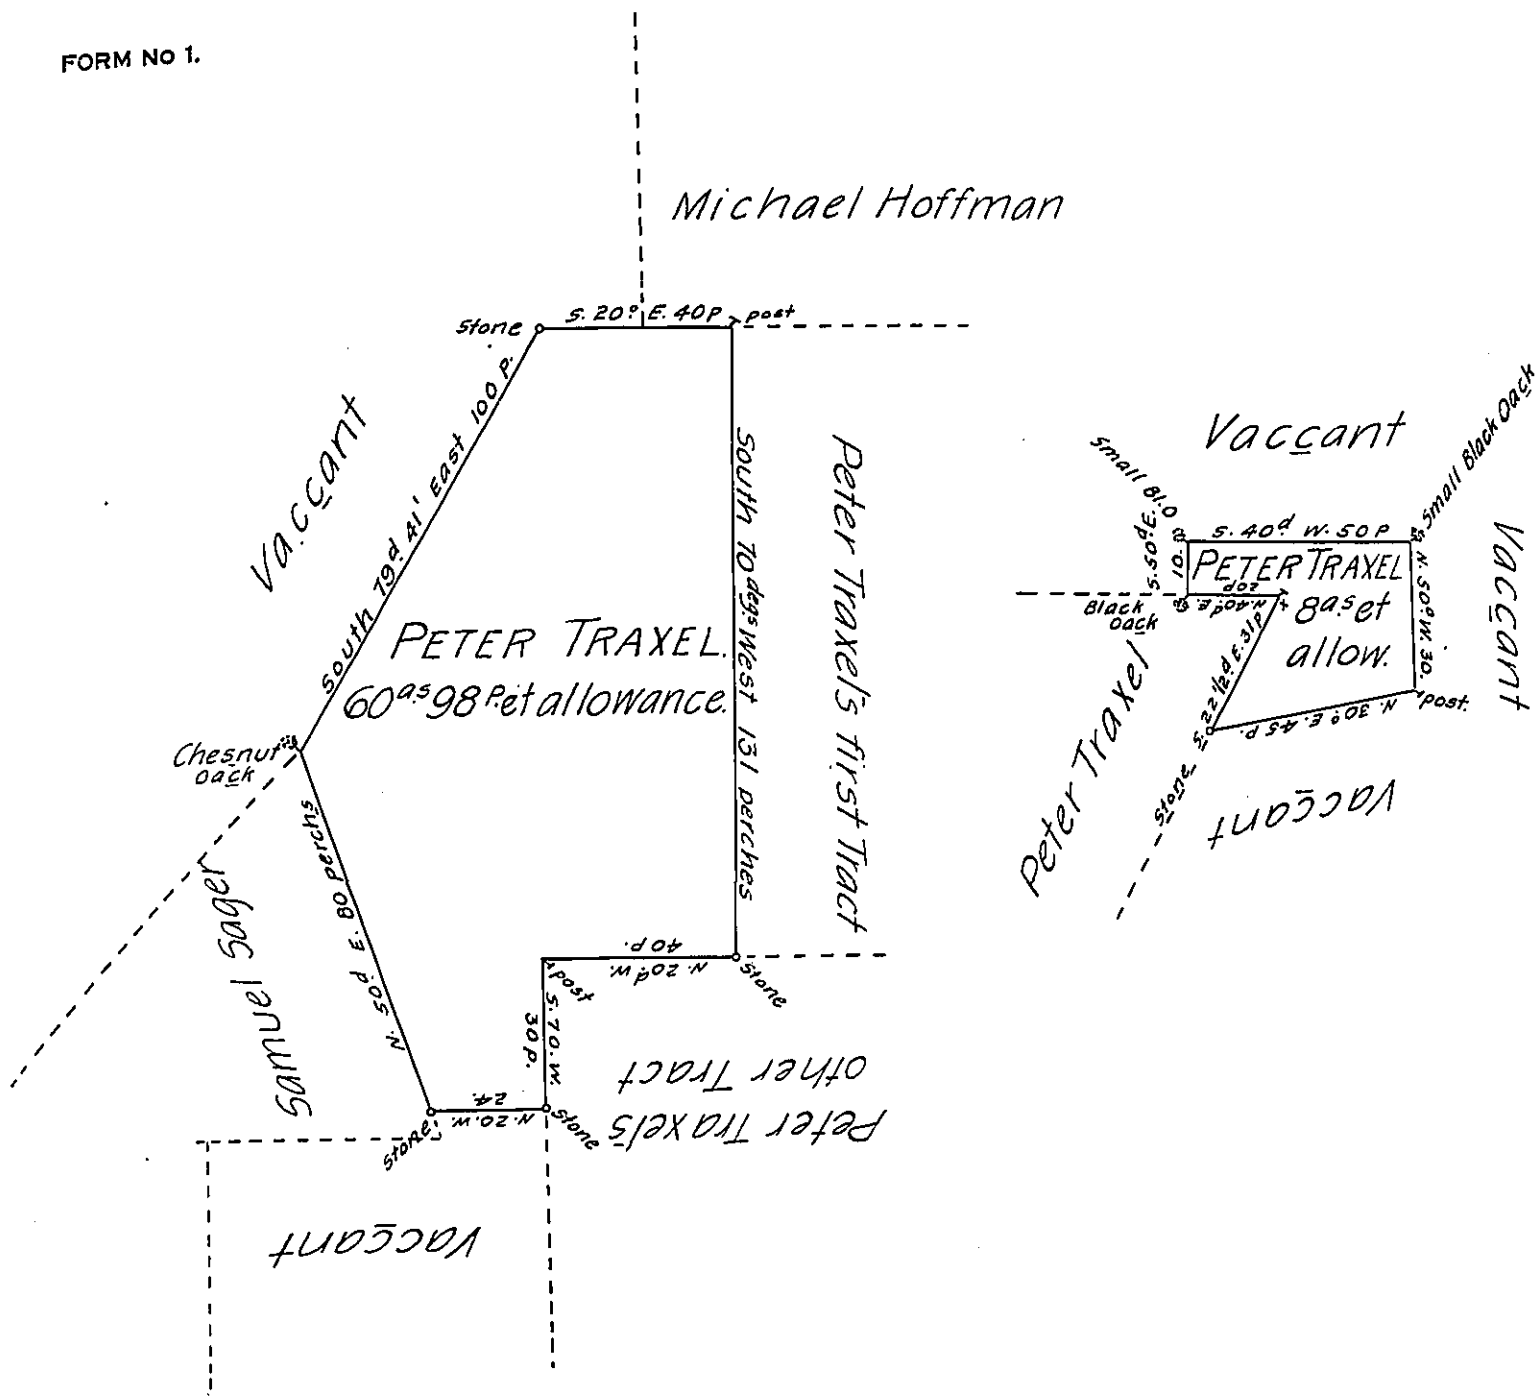 FORM No 1.
Michael Hoffman
Stone
S. 20° E. 40P
post
Vaccant
South 79d 41' East 100 P.
South 70 degs West 131 perches
Peter Traxel's first Tract
PETER TRAXEL.
60as 98 P. et allowance.
Chesnut
oack
N. 50d E. 80 perchs
Samuel Sager
N. 20d W.
40 p.
stone
post
S. 70. W.
30 p.
Peter Traxel's
other Tract
N. 20. W.
24.
stone
stone
Vaccant
Vaccant
Small Bl. O
Small Black Oack
S. 50d E.
10.
S. 40d W. 50 P
PETER TRAXEL
8as et
allow.
N. 50° W. 30.
Vaccant
Black
oack
N. 40d E.
20p
S. 22 1/2d E. 31p
Peter Traxel
N. 30° E. 45 p.
post.
Stone
Vaccant